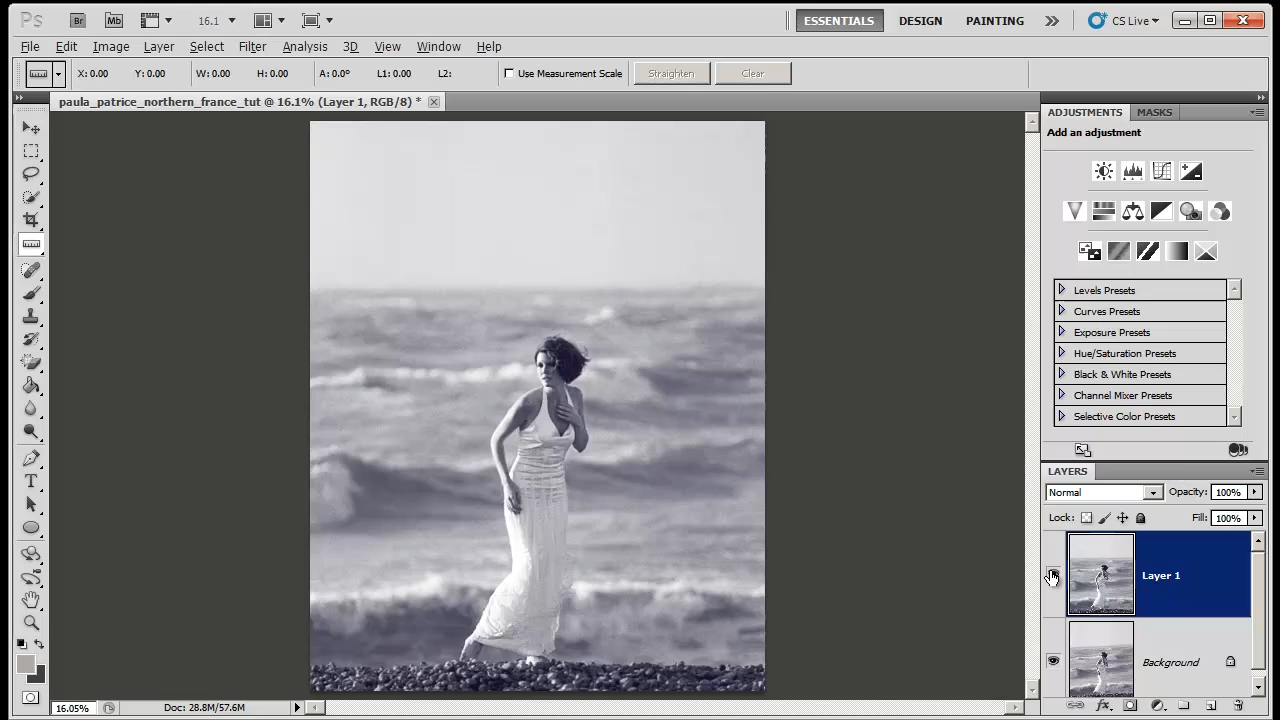 Ps Br Mb 16.1 ESSENTIALS DESIGN PAINTING CS Live
File Edit Image Layer Select Filter Analysis 3D View Window Help
X: 0.00 Y: 0.00 W: 0.00 H: 0.00 A: 0.0° L1: 0.00 L2: Use Measurement Scale Straighten Clear
paula_patrice_northern_france_tut @ 16.1% (Layer 1, RGB/8) *
ADJUSTMENTS MASKS
Add an adjustment
Levels Presets
Curves Presets
Exposure Presets
Hue/Saturation Presets
Black & White Presets
Channel Mixer Presets
Selective Color Presets
LAYERS
Normal Opacity: 100%
Lock: Fill: 100%
Layer 1
Background
T
fx
16.05% Doc: 28.8M/57.6M